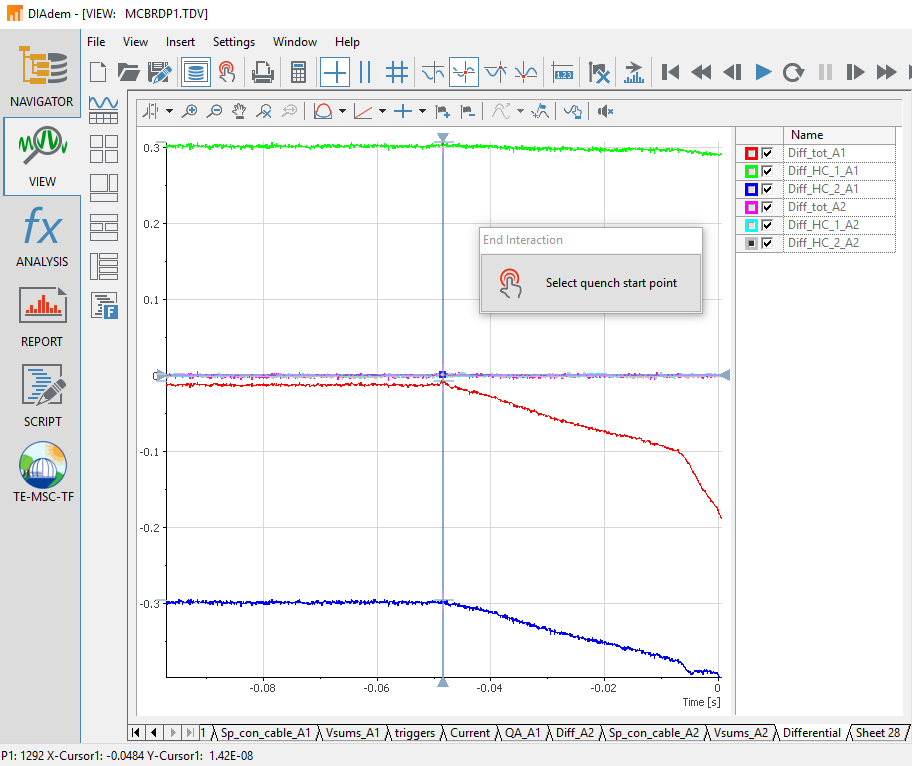 DIAdem - [VIEW: MCBRDP1.TDV]
File View Insert Settings Window Help
NAVIGATOR
VIEW
fx
ANALYSIS
REPORT
SCRIPT
F
TE-MSC-TF
1.2.3
Name
Diff_tot_A1
Diff_HC_1_A1
Diff_HC_2_A1
Diff_tot_A2
Diff_HC_1_A2
Diff_HC_2_A2
End Interaction
Select quench start point
0.3
0.2
0.1
0
-0.1
-0.2
-0.3
-0.08 -0.06 -0.04 -0.02 0
Time [s]
1 Sp_con_cable_A1 Vsums_A1 triggers Current QA_A1 Diff_A2 Sp_con_cable_A2 Vsums_A2 Differential Sheet 28
P1: 1292 X-Cursor1: -0.0484 Y-Cursor1: 1.42E-08